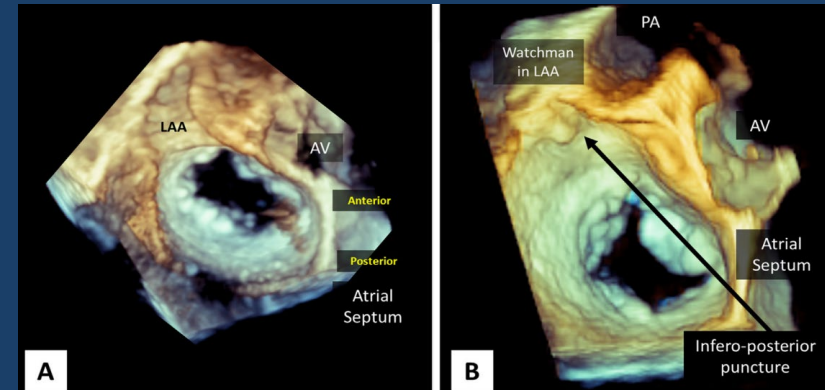 LAA
AV
Anterior
Posterior
Atrial
Septum
A
PA
Watchman
in LAA
AV
Atrial
Septum
Infero-posterior
puncture
B